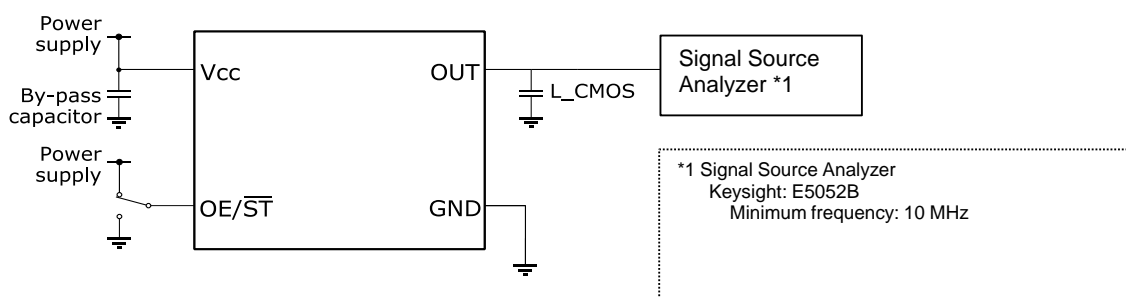 Power
supply
Vcc
OUT
Signal Source
Analyzer *1
By-pass
capacitor
L_CMOS
Power
supply
OE/S̅T̅
GND
*1 Signal Source Analyzer
Keysight: E5052B
Minimum frequency: 10 MHz